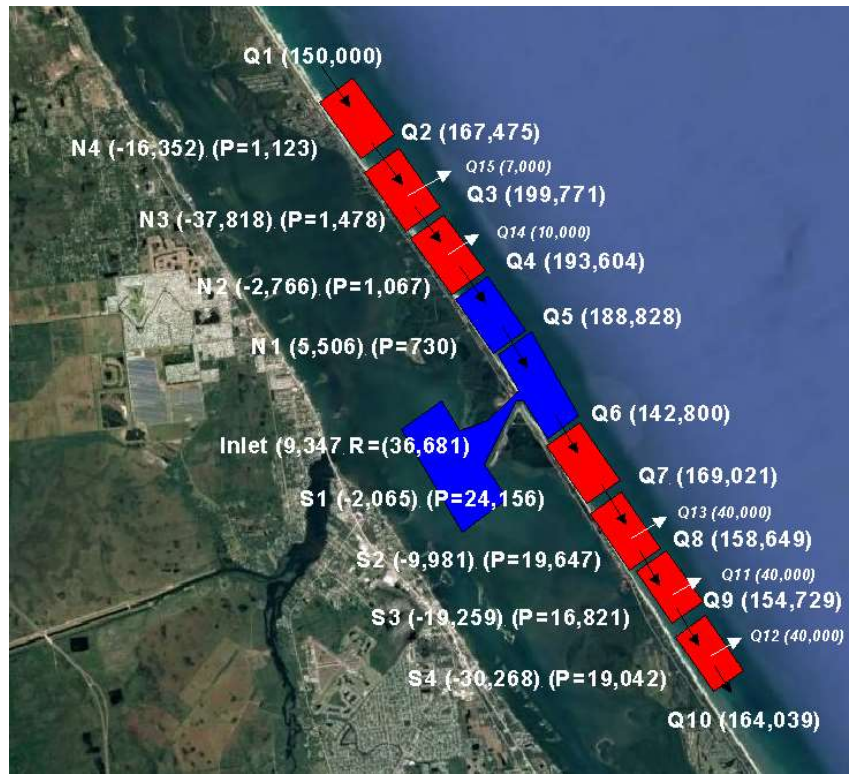 Q1 (150,000)
Q2 (167,475)
N4 (-16,352) (P=1,123)
Q15 (7,000)
Q3 (199,771)
N3 (-37,818) (P=1,478)
Q14 (10,000)
Q4 (193,604)
N2 (-2,766) (P=1,067)
Q5 (188,828)
N1 (5,506) (P=730)
Q6 (142,800)
Inlet (9,347 R=(36,681)
Q7 (169,021)
S1 (-2,065) (P=24,156)
Q13 (40,000)
Q8 (158,649)
S2 (-9,981) (P=19,647)
Q11 (40,000)
Q9 (154,729)
S3 (-19,259) (P=16,821)
Q12 (40,000)
S4 (-30,268) (P=19,042)
Q10 (164,039)